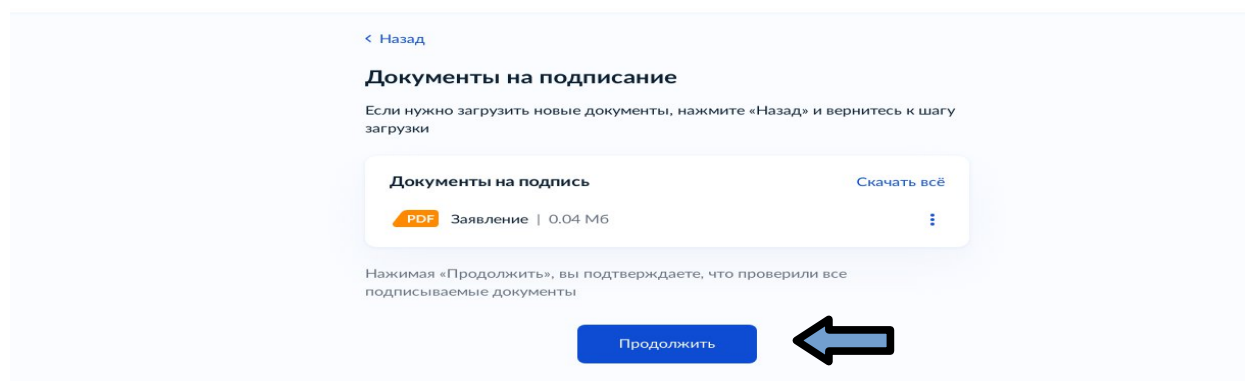 < Назад
Документы на подписание
Если нужно загрузить новые документы, нажмите «Назад» и вернитесь к шагу
загрузки
Документы на подпись Скачать всё
PDF Заявление | 0.04 Мб
Нажимая «Продолжить», вы подтверждаете, что проверили все
подписываемые документы
Продолжить